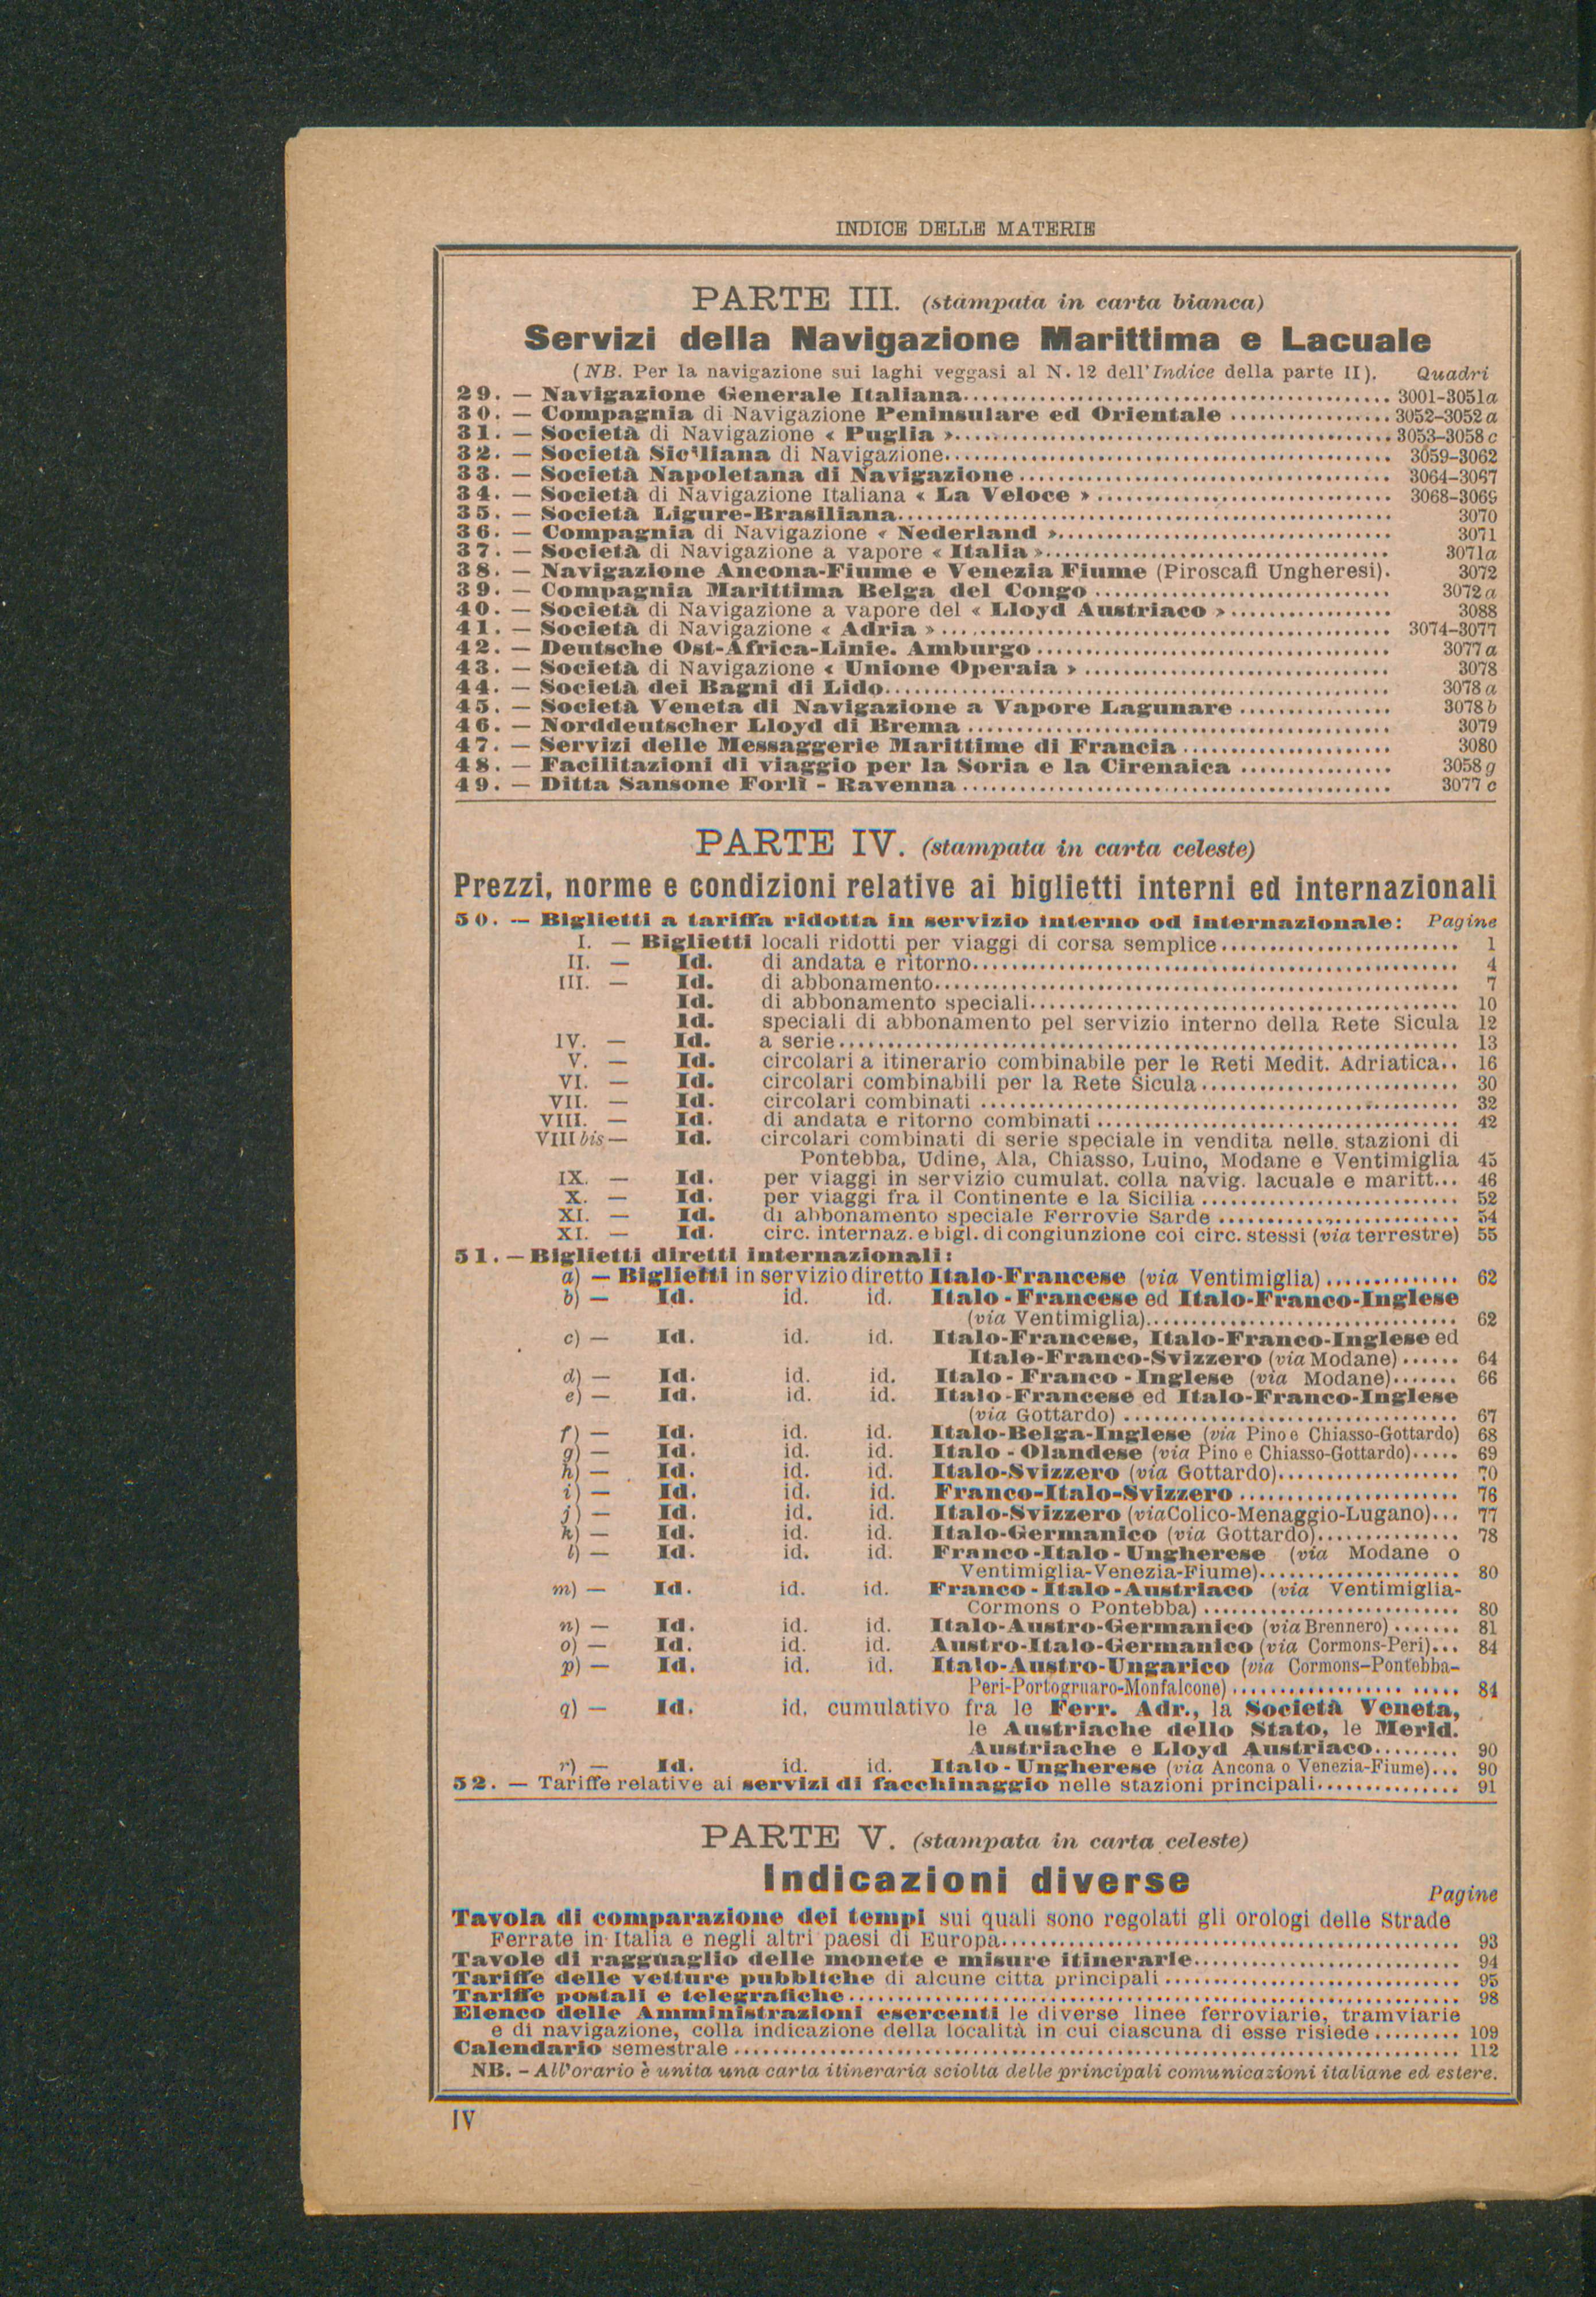 INDICE DELLE MATERIE
PARTE III. (stampata in carta bianca)
Servizi della Navigazione Marittima e Lacuale
(NB. Per la navigazione sui laghi veggasi al N. 12 dell'Indice della parte II). Quadri
29. — Navigazione Generale Italiana........ 3001-3051a
30. — Compagnia di Navigazione Peninsulare ed Orientale ........ 3052-3052a
31. — Società di Navigazione « Puglia »........ 3053-3058c
32. — Società Siciliana di Navigazione........ 3059-3062
33. — Società Napoletana di Navigazione ........ 3064-3067
34. — Società di Navigazione Italiana « La Veloce » ........ 3068-3069
35. — Società Ligure-Brasiliana........ 3070
36. — Compagnia di Navigazione « Nederland »........ 3071
37. — Società di Navigazione a vapore « Italia »........ 3071a
38. — Navigazione Ancona-Fiume e Venezia Fiume (Piroscafi Ungheresi). 3072
39. — Compagnia Marittima Belga del Congo ........ 3072a
40. — Società di Navigazione a vapore del « Lloyd Austriaco »........ 3088
41. — Società di Navigazione « Adria » ........ 3074-3077
42. — Deutsche Ost-Africa-Linie. Amburgo ........ 3077a
43. — Società di Navigazione « Unione Operaia » ........ 3078
44. — Società dei Bagni di Lido........ 3078a
45. — Società Veneta di Navigazione a Vapore Lagunare ........ 3078b
46. — Norddeutscher Lloyd di Brema ........ 3079
47. — Servizi delle Messaggerie Marittime di Francia ........ 3080
48. — Facilitazioni di viaggio per la Soria e la Cirenaica ........ 3058g
49. — Ditta Sansone Forlì - Ravenna ........ 3077c
PARTE IV. (stampata in carta celeste)
Prezzi, norme e condizioni relative ai biglietti interni ed internazionali
50. — Biglietti a tariffa ridotta in servizio interno od internazionale: Pagine
I. — Biglietti locali ridotti per viaggi di corsa semplice........ 1
II. — Id. di andata e ritorno........ 4
III. — Id. di abbonamento........ 7
Id. di abbonamento speciali........ 10
Id. speciali di abbonamento pel servizio interno della Rete Sicula 12
IV. — Id. a serie........ 13
V. — Id. circolari a itinerario combinabile per le Reti Medit. Adriatica.. 16
VI. — Id. circolari combinabili per la Rete Sicula........ 30
VII. — Id. circolari combinati ........ 32
VIII. — Id. di andata e ritorno combinati ........ 42
VIII bis — Id. circolari combinati di serie speciale in vendita nelle stazioni di
Pontebba, Udine, Ala, Chiasso, Luino, Modane e Ventimiglia 45
IX. — Id. per viaggi in servizio cumulat. colla navig. lacuale e maritt... 46
X. — Id. per viaggi fra il Continente e la Sicilia ........ 52
XI. — Id. di abbonamento speciale Ferrovie Sarde ........ 54
XI. — Id. circ. internaz. e bigl. di congiunzione coi circ. stessi (via terrestre) 55
51. — Biglietti diretti internazionali:
a) — Biglietti in servizio diretto Italo-Francese (via Ventimiglia)........ 62
b) — Id. id. id. Italo-Francese ed Italo-Franco-Inglese
(via Ventimiglia)........ 62
c) — Id. id. id. Italo-Francese, Italo-Franco-Inglese ed
Italo-Franco-Svizzero (via Modane)...... 64
d) — Id. id. id. Italo-Franco-Inglese (via Modane)....... 66
e) — Id. id. id. Italo-Francese ed Italo-Franco-Inglese
(via Gottardo) ........ 67
f) — Id. id. id. Italo-Belga-Inglese (via Pino e Chiasso-Gottardo) 68
g) — Id. id. id. Italo-Olandese (via Pino e Chiasso-Gottardo)..... 69
h) — Id. id. id. Italo-Svizzero (via Gottardo)........ 70
i) — Id. id. id. Franco-Italo-Svizzero ........ 76
j) — Id. id. id. Italo-Svizzero (via Colico-Menaggio-Lugano)... 77
k) — Id. id. id. Italo-Germanico (via Gottardo)........ 78
l) — Id. id. id. Franco-Italo-Ungherese (via Modane o
Ventimiglia-Venezia-Fiume)........ 80
m) — Id. id. id. Franco-Italo-Austriaco (via Ventimiglia-
Cormons o Pontebba) ........ 80
n) — Id. id. id. Italo-Austro-Germanico (via Brennero) ....... 81
o) — Id. id. id. Austro-Italo-Germanico (via Cormons-Peri)... 84
p) — Id. id. id. Italo-Austro-Ungarico (via Cormons-Pontebba-
Peri-Portogruaro-Monfalcone) ........ 84
q) — Id. id. cumulativo fra le Ferr. Adr., la Società Veneta,
le Austriache dello Stato, le Merid.
Austriache e Lloyd Austriaco......... 90
r) — Id. id. id. Italo-Ungherese (via Ancona o Venezia-Fiume)... 90
52. — Tariffe relative ai servizi di facchinaggio nelle stazioni principali........ 91
PARTE V. (stampata in carta celeste)
Indicazioni diverse
Pagine
Tavola di comparazione dei tempi sui quali sono regolati gli orologi delle Strade
Ferrate in Italia e negli altri paesi di Europa........ 93
Tavole di ragguaglio delle monete e misure itinerarie........ 94
Tariffe delle vetture pubbliche di alcune citta principali ........ 95
Tariffe postali e telegrafiche........ 98
Elenco delle Amministrazioni esercenti le diverse linee ferroviarie, tramviarie
e di navigazione, colla indicazione della località in cui ciascuna di esse risiede ......... 109
Calendario semestrale ........ 112
NB. - All'orario è unita una carta itineraria sciolta delle principali comunicazioni italiane ed estere.
IV